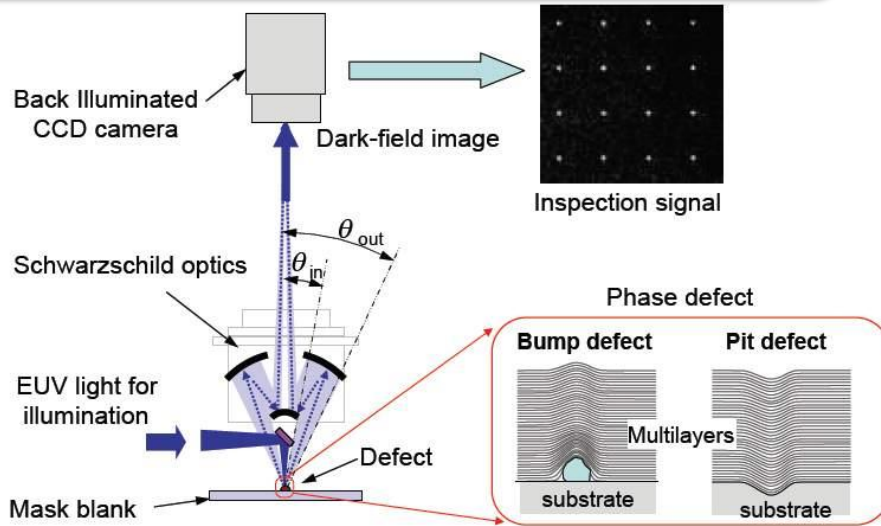 Back Illuminated
CCD camera
Dark-field image
Inspection signal
θout
θin
Schwarzschild optics
Phase defect
Bump defect
Pit defect
EUV light for
illumination
Multilayers
Defect
Mask blank
substrate
substrate